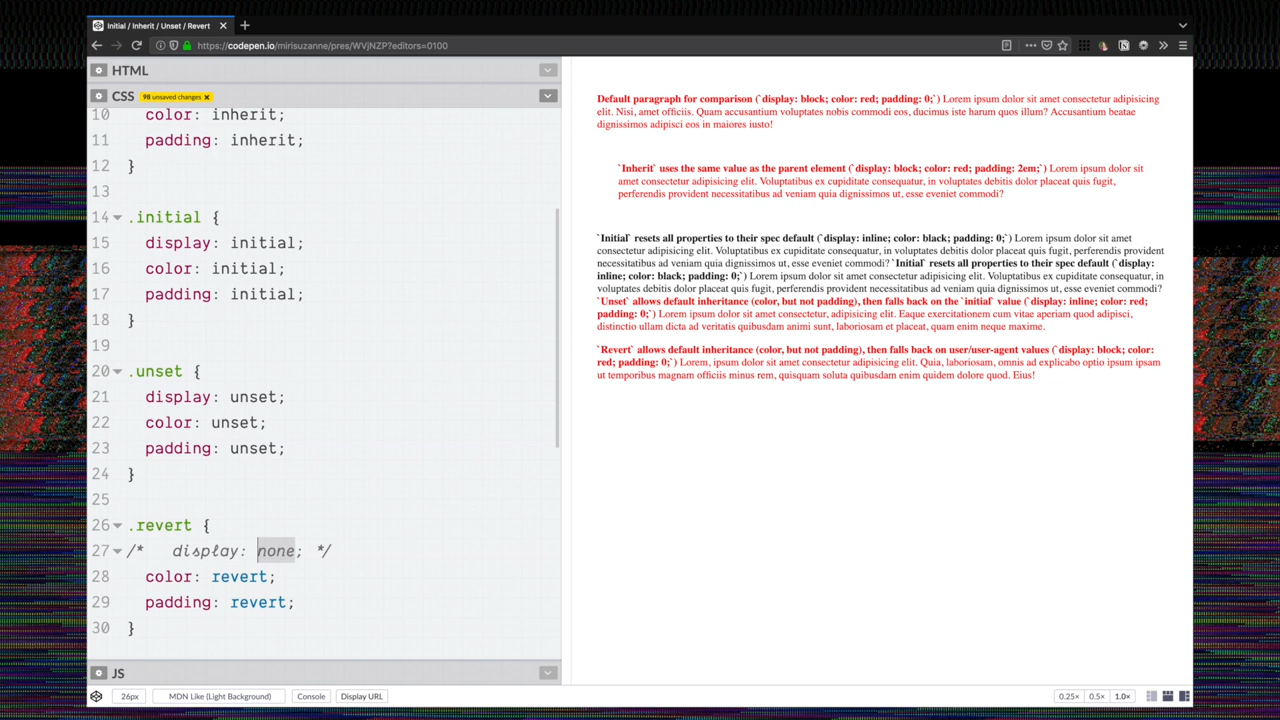 Initial / Inherit / Unset / Revert
https://codepen.io/mirisuzanne/pres/WVjNZP?editors=0100
HTML
CSS 98 unsaved changes ×
10 color: inherit;
11 padding: inherit;
12 }
13
14 .initial {
15 display: initial;
16 color: initial;
17 padding: initial;
18 }
19
20 .unset {
21 display: unset;
22 color: unset;
23 padding: unset;
24 }
25
26 .revert {
27 /* display: none; */
28 color: revert;
29 padding: revert;
30 }
JS
26px MDN Like (Light Background) Console Display URL
Default paragraph for comparison (`display: block; color: red; padding: 0;`) Lorem ipsum dolor sit amet consectetur adipisicing
elit. Nisi, amet officiis. Quam accusantium voluptates nobis commodi eos, ducimus iste harum quos illum? Accusantium beatae
dignissimos adipisci eos in maiores iusto!
`Inherit` uses the same value as the parent element (`display: block; color: red; padding: 2em;`) Lorem ipsum dolor sit
amet consectetur adipisicing elit. Voluptatibus ex cupiditate consequatur, in voluptates debitis dolor placeat quis fugit,
perferendis provident necessitatibus ad veniam quia dignissimos ut, esse eveniet commodi?
`Initial` resets all properties to their spec default (`display: inline; color: black; padding: 0;`) Lorem ipsum dolor sit amet
consectetur adipisicing elit. Voluptatibus ex cupiditate consequatur, in voluptates debitis dolor placeat quis fugit, perferendis provident
necessitatibus ad veniam quia dignissimos ut, esse eveniet commodi? `Initial` resets all properties to their spec default (`display:
inline; color: black; padding: 0;`) Lorem ipsum dolor sit amet consectetur adipisicing elit. Voluptatibus ex cupiditate consequatur, in
voluptates debitis dolor placeat quis fugit, perferendis provident necessitatibus ad veniam quia dignissimos ut, esse eveniet commodi?
`Unset` allows default inheritance (color, but not padding), then falls back on the `initial` value (`display: inline; color: red;
padding: 0;`) Lorem ipsum dolor sit amet consectetur, adipisicing elit. Eaque exercitationem cum vitae aperiam quod adipisci,
distinctio ullam dicta ad veritatis quibusdam animi sunt, laboriosam et placeat, quam enim neque maxime.
`Revert` allows default inheritance (color, but not padding), then falls back on user/user-agent values (`display: block; color:
red; padding: 0;`) Lorem, ipsum dolor sit amet consectetur adipisicing elit. Quia, laboriosam, omnis ad explicabo optio ipsum ipsam
ut temporibus magnam officiis minus rem, quisquam soluta quibusdam enim quidem dolore quod. Eius!
0.25× 0.5× 1.0×